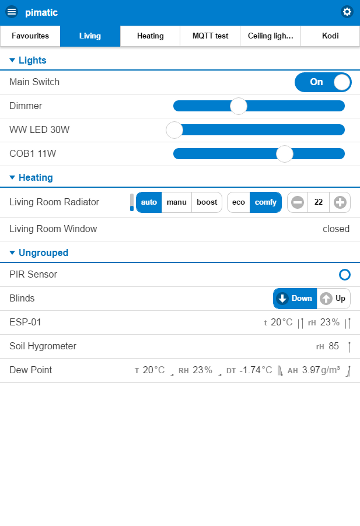 pimatic
Favourites Living Heating MQTT test Ceiling ligh... Kodi
Lights
Main Switch On
Dimmer
WW LED 30W
COB1 11W
Heating
Living Room Radiator auto manu boost eco comfy 22
Living Room Window closed
Ungrouped
PIR Sensor
Blinds Down Up
ESP-01 T 20°C rH 23%
Soil Hygrometer rH 85
Dew Point T 20°C RH 23% DT -1.74°C AH 3.97g/m³